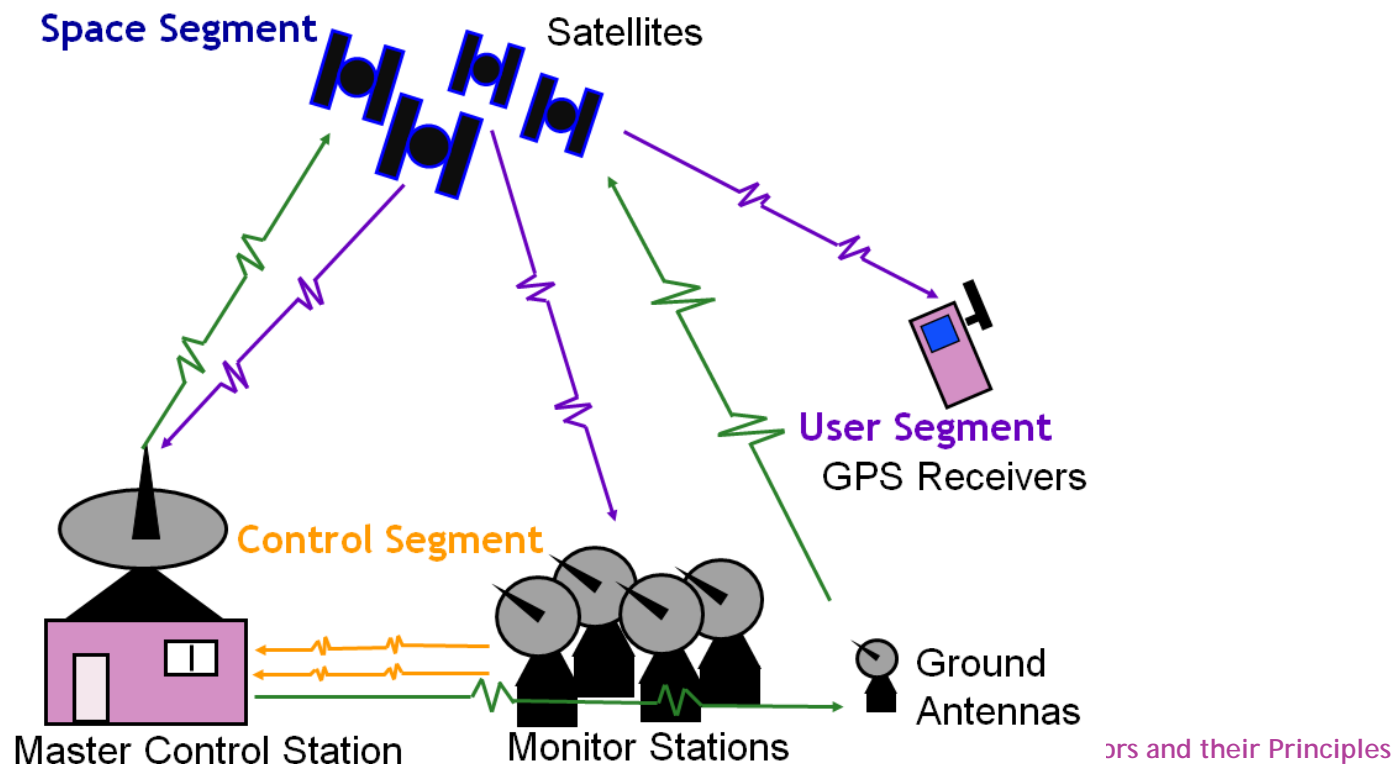 Space Segment
Satellites
User Segment
GPS Receivers
Control Segment
Ground
Antennas
Master Control Station
Monitor Stations
and their Principles